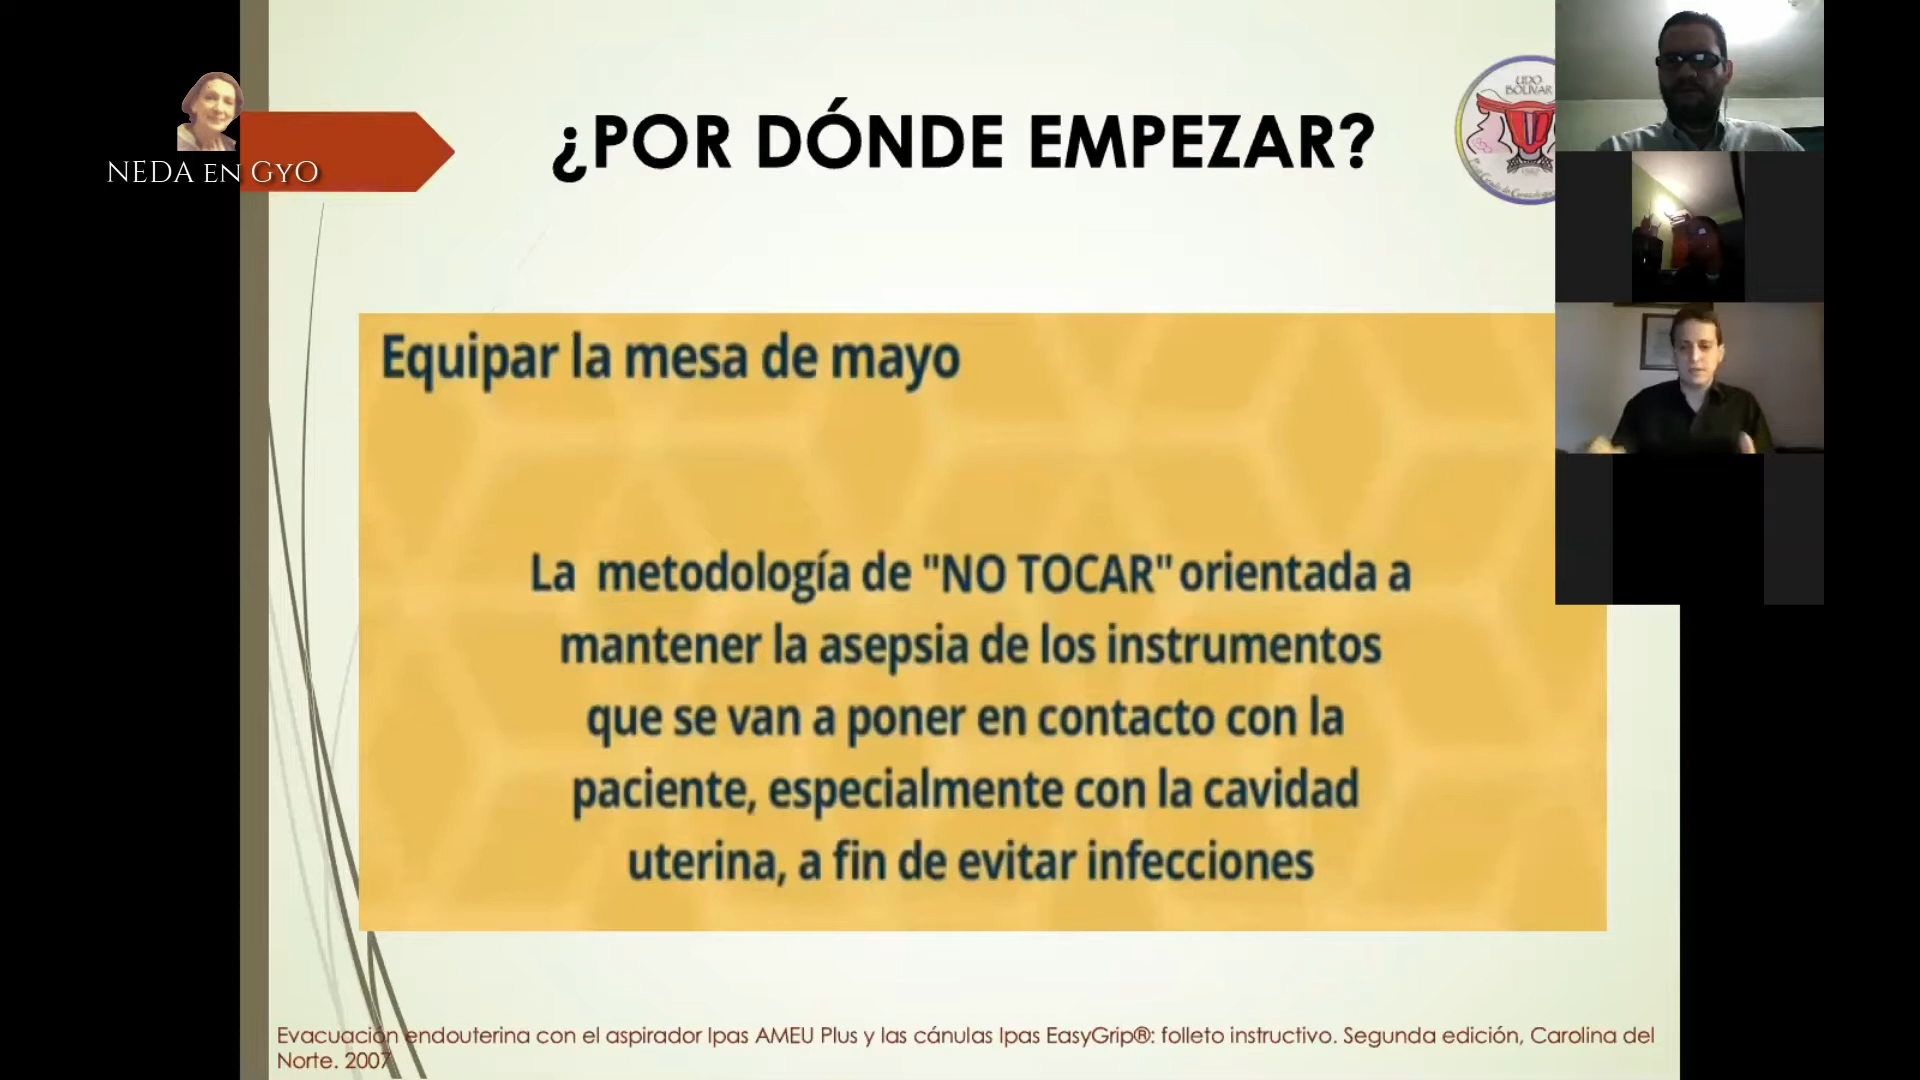 ¿POR DÓNDE EMPEZAR?
UDO
BOLIVAR
NEDA EN GYO
Equipar la mesa de mayo
La metodología de "NO TOCAR" orientada a
mantener la asepsia de los instrumentos
que se van a poner en contacto con la
paciente, especialmente con la cavidad
uterina, a fin de evitar infecciones
Evacuación endouterina con el aspirador Ipas AMEU Plus y las cánulas Ipas EasyGrip®: folleto instructivo. Segunda edición, Carolina del
Norte. 2007